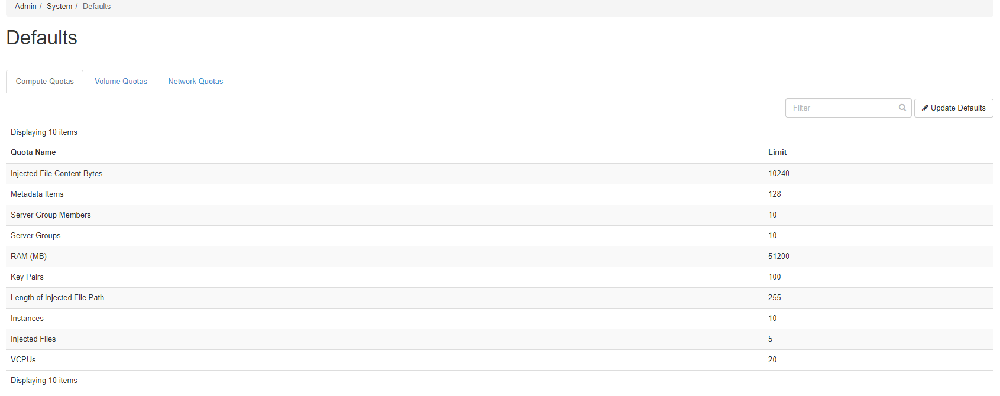 Admin / System / Defaults
Defaults
Compute Quotas Volume Quotas Network Quotas
Filter Update Defaults
Displaying 10 items
Quota Name Limit
Injected File Content Bytes 10240
Metadata Items 128
Server Group Members 10
Server Groups 10
RAM (MB) 51200
Key Pairs 100
Length of Injected File Path 255
Instances 10
Injected Files 5
VCPUs 20
Displaying 10 items